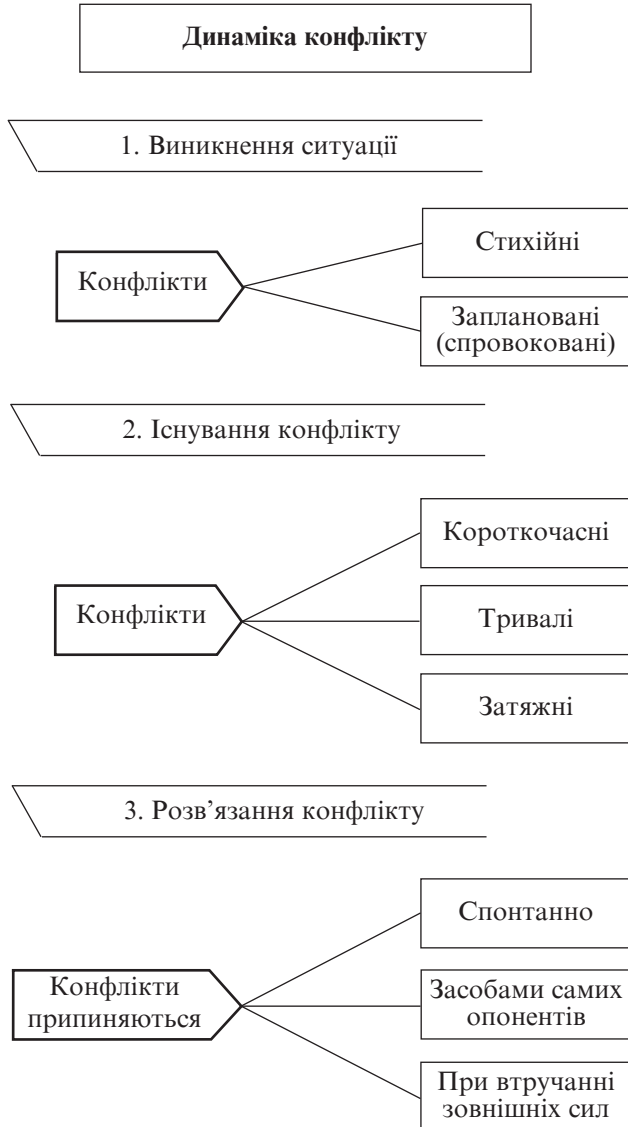 Динаміка конфлікту
1. Виникнення ситуації
Конфлікти
Стихійні
Заплановані
(спровоковані)
2. Існування конфлікту
Конфлікти
Короткочасні
Тривалі
Затяжні
3. Розв’язання конфлікту
Конфлікти
припиняються
Спонтанно
Засобами самих
опонентів
При втручанні
зовнішніх сил